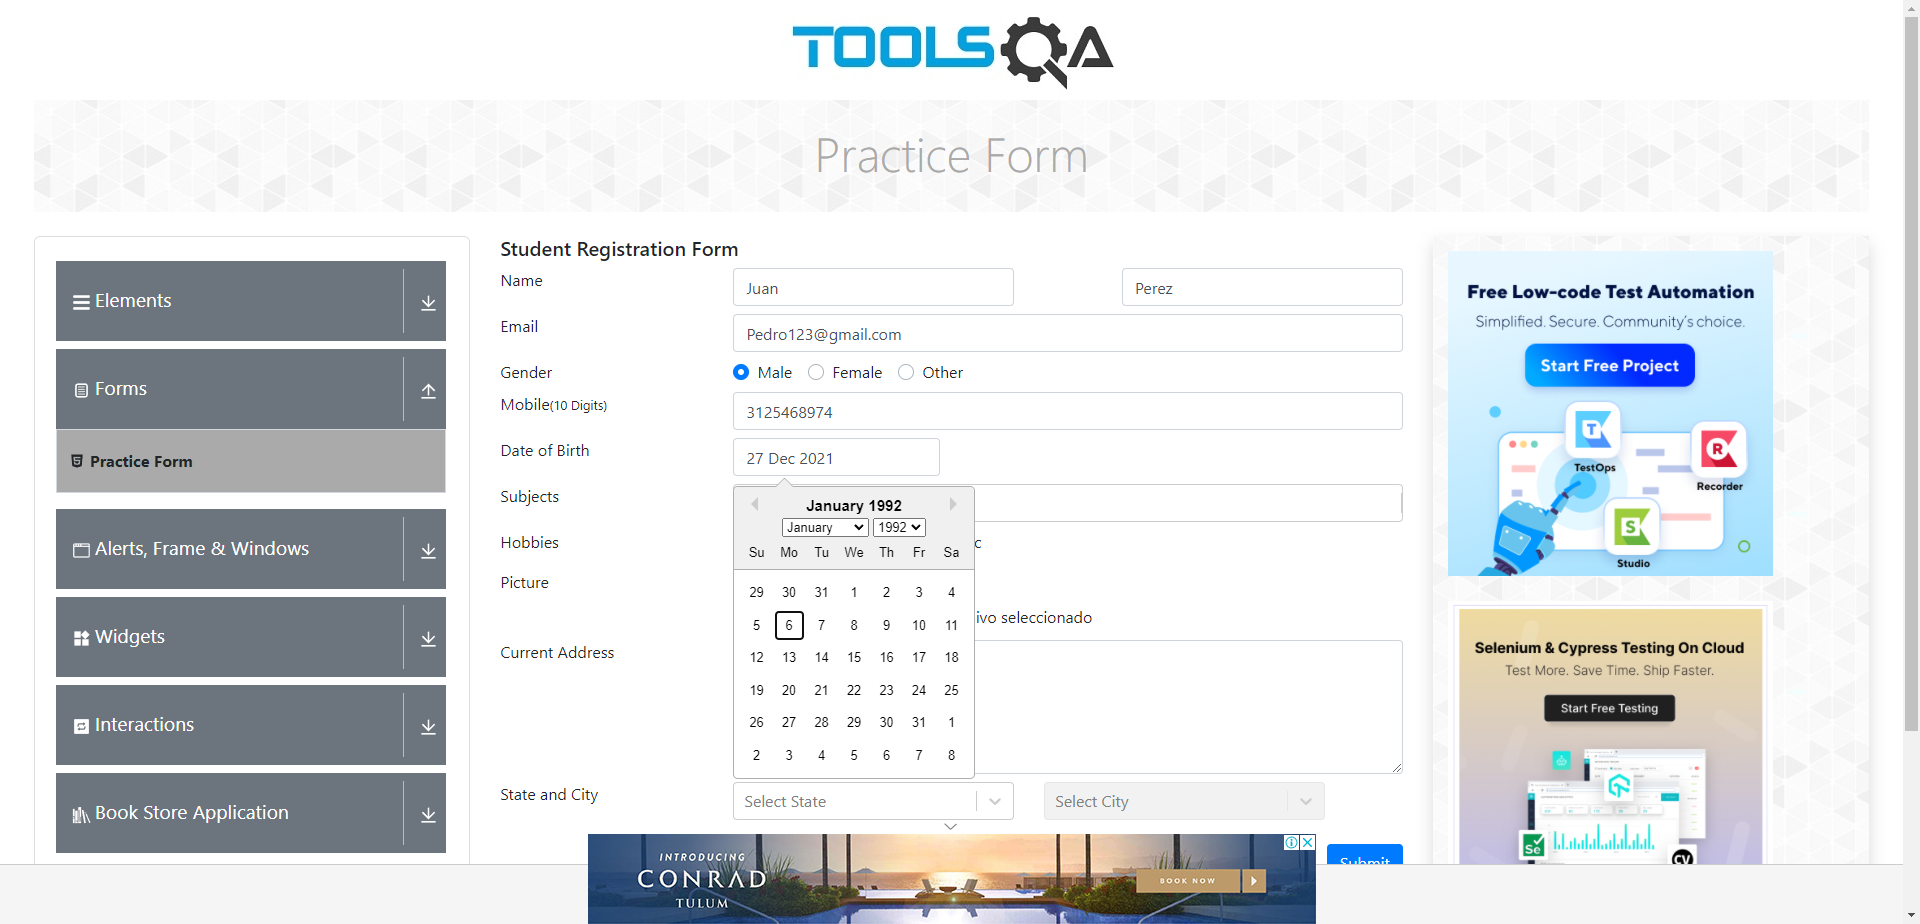 TOOLSQA
Practice Form
Elements
Forms
Practice Form
Alerts, Frame & Windows
Widgets
Interactions
Book Store Application
Student Registration Form
Name
Juan
Perez
Email
Pedro123@gmail.com
Gender
Male
Female
Other
Mobile(10 Digits)
3125468974
Date of Birth
27 Dec 2021
Subjects
January 1992
January 1992
Su Mo Tu We Th Fr Sa
29 30 31 1 2 3 4
5 6 7 8 9 10 11
12 13 14 15 16 17 18
19 20 21 22 23 24 25
26 27 28 29 30 31 1
2 3 4 5 6 7 8
Hobbies
c
Picture
ivo seleccionado
Current Address
State and City
Select State
Select City
Submit
Free Low-code Test Automation
Simplified. Secure. Community's choice.
Start Free Project
TestOps
Recorder
Studio
Selenium & Cypress Testing On Cloud
Test More. Save Time. Ship Faster.
Start Free Testing
Se
CV
INTRODUCING
CONRAD
TULUM
BOOK NOW